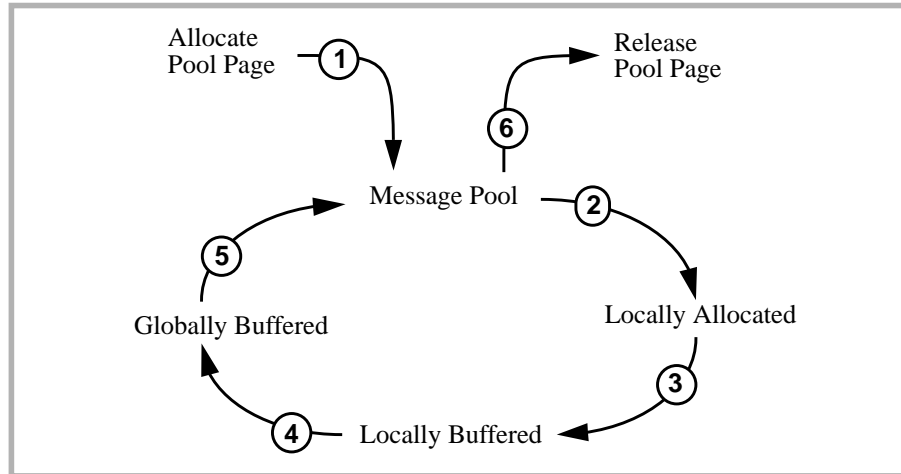 Allocate
Pool Page
1
Release
Pool Page
6
Message Pool
2
5
Globally Buffered
Locally Allocated
3
4
Locally Buffered